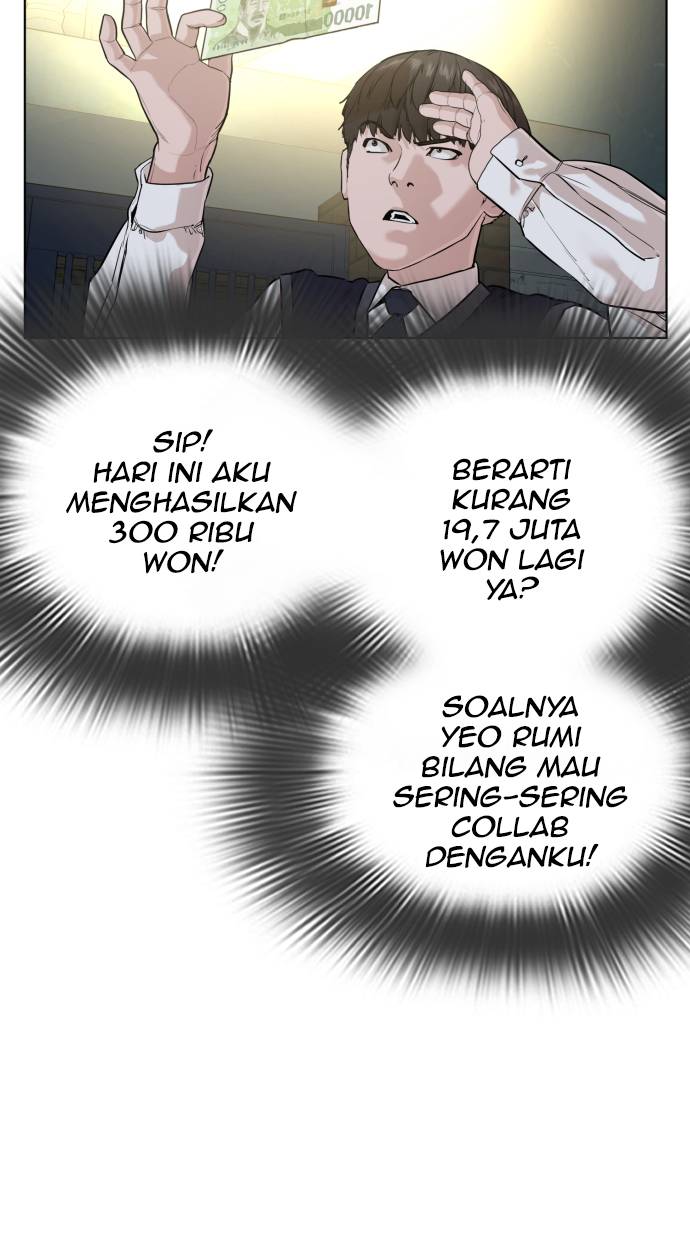 10000
SIP!
HARI INI AKU
MENGHASILKAN
300 RIBU
WON!
BERARTI
KURANG
19,7 JUTA
WON LAGI
YA?
SOALNYA
YEO RUMI
BILANG MAU
SERING-SERING
COLLAB
DENGANKU!